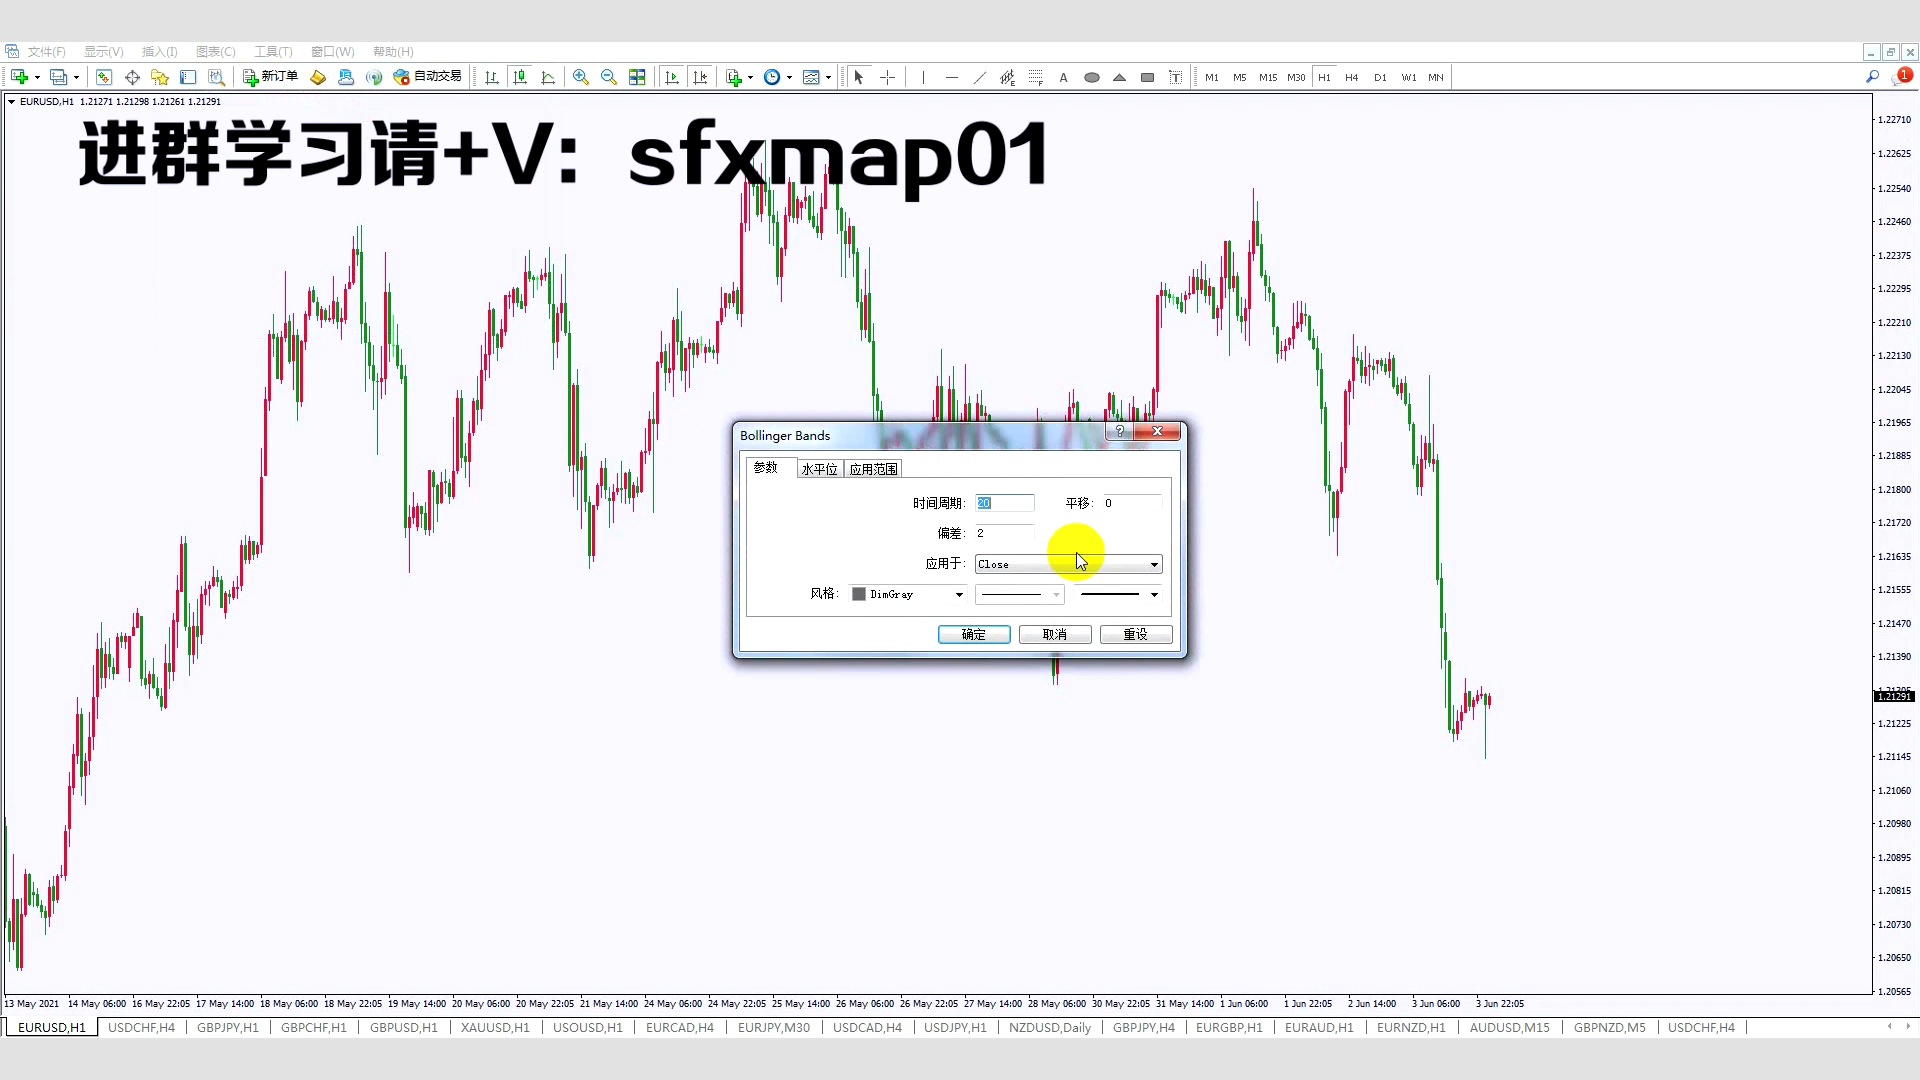 文件(F) 显示(V) 插入(I) 图表(C) 工具(T) 窗口(W) 帮助(H)
新订单 自动交易 A T M1 M5 M15 M30 H1 H4 D1 W1 MN 1
EURUSD,H1 1.21271 1.21298 1.21261 1.21291
进群学习请+V：sfxmap01
1.22710
1.22625
1.22540
1.22460
1.22375
1.22295
1.22210
1.22130
1.22045
1.21965
1.21885
1.21800
1.21720
1.21635
1.21555
1.21470
1.21390
1.21291
1.21225
1.21145
1.21060
1.20980
1.20895
1.20815
1.20730
1.20650
1.20565
Bollinger Bands
参数 水平位 应用范围
时间周期: 20 平移: 0
偏差: 2
应用于: Close
风格: DimGray
确定 取消 重设
13 May 2021 14 May 06:00 16 May 22:05 17 May 14:00 18 May 06:00 18 May 22:05 19 May 14:00 20 May 06:00 20 May 22:05 21 May 14:00 24 May 06:00 24 May 22:05 25 May 14:00 26 May 06:00 26 May 22:05 27 May 14:00 28 May 06:00 30 May 22:05 31 May 14:00 1 Jun 06:00 1 Jun 22:05 2 Jun 14:00 3 Jun 06:00 3 Jun 22:05
EURUSD,H1 USDCHF,H4 GBPJPY,H1 GBPCHF,H1 GBPUSD,H1 XAUUSD,H1 USOUSD,H1 EURCAD,H4 EURJPY,M30 USDCAD,H4 USDJPY,H1 NZDUSD,Daily GBPJPY,H4 EURGBP,H1 EURAUD,H1 EURNZD,H1 AUDUSD,M15 GBPNZD,M5 USDCHF,H4